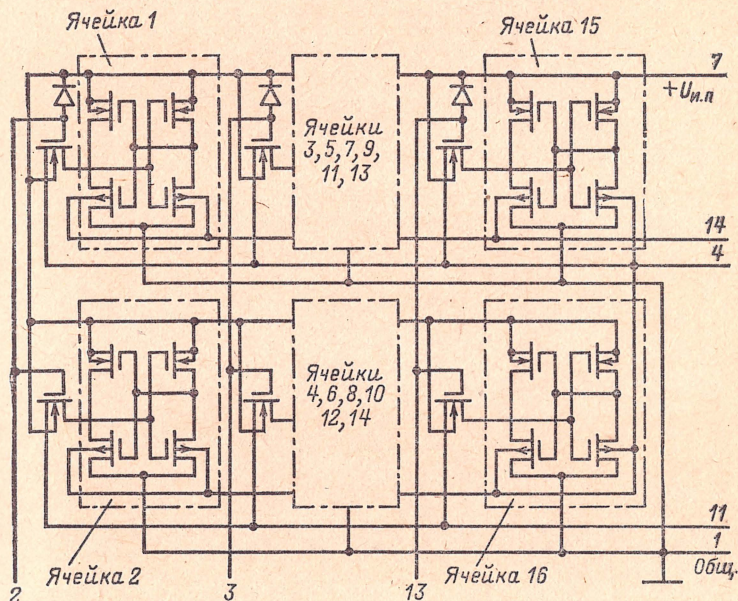 Ячейка 1
Ячейка 15
7
+Uи.п
Ячейки
3, 5, 7, 9,
11, 13
14
4
Ячейки
4, 6, 8, 10
12, 14
11
1
Общ.
Ячейка 2
Ячейка 16
2
3
13